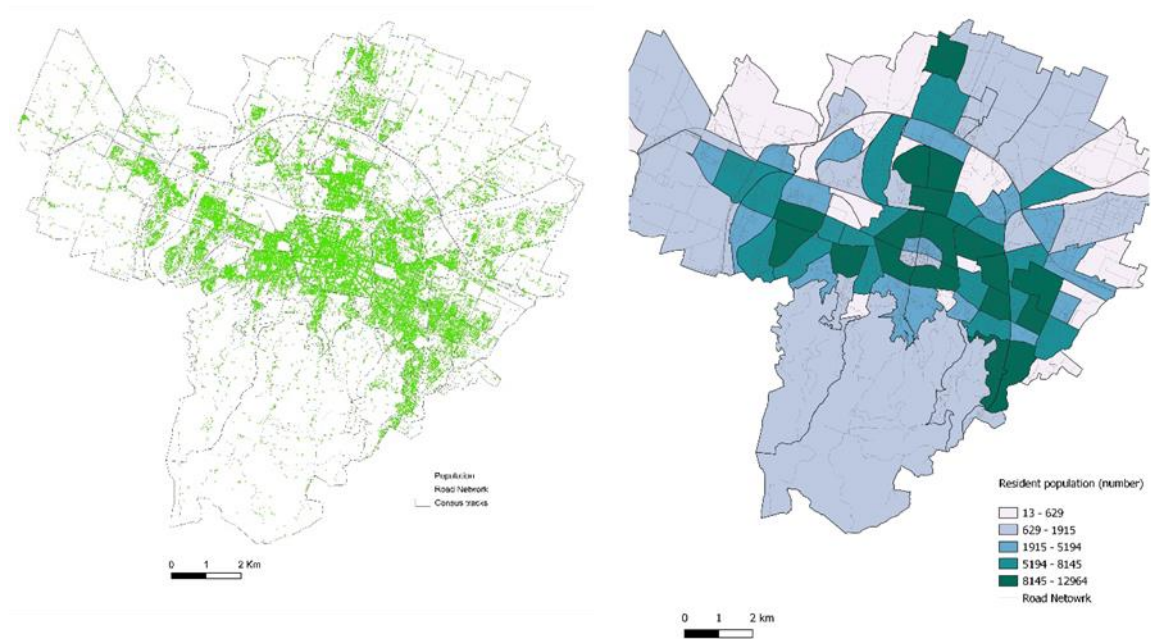 Population
Road Network
Census tracks
0 1 2 Km
Resident population (number)
13 - 629
629 - 1915
1915 - 5194
5194 - 8145
8145 - 12964
Road Netowrk
0 1 2 km